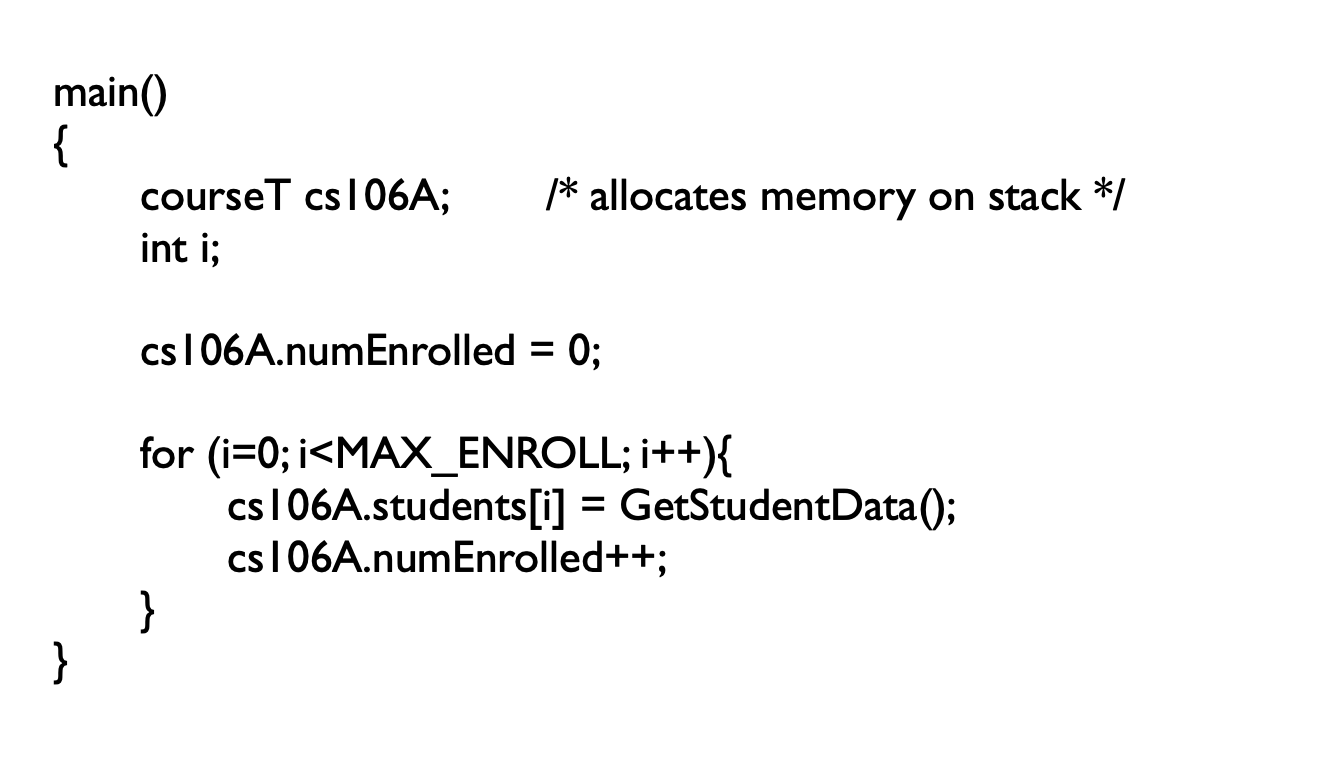 main()
{
courseT cs106A; /* allocates memory on stack */
int i;
cs106A.numEnrolled = 0;
for (i=0; i<MAX_ENROLL; i++){
cs106A.students[i] = GetStudentData();
cs106A.numEnrolled++;
}
}